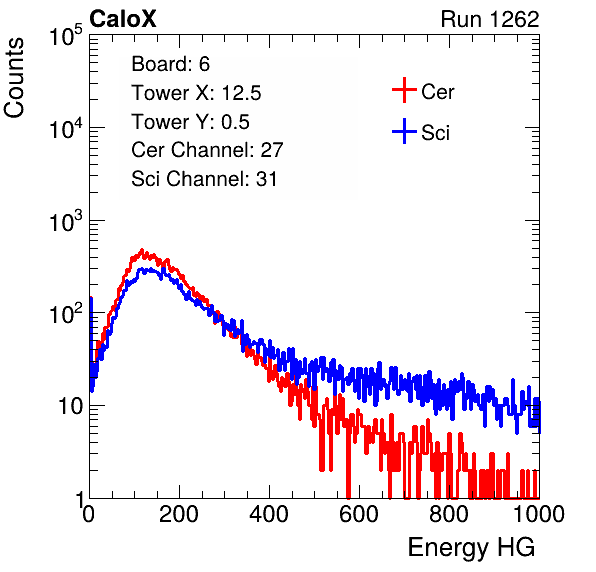 CaloX Run 1262
Counts
10^5
10^4
10^3
10^2
10
1
Board: 6
Tower X: 12.5
Tower Y: 0.5
Cer Channel: 27
Sci Channel: 31
Cer
Sci
0 200 400 600 800 1000
Energy HG